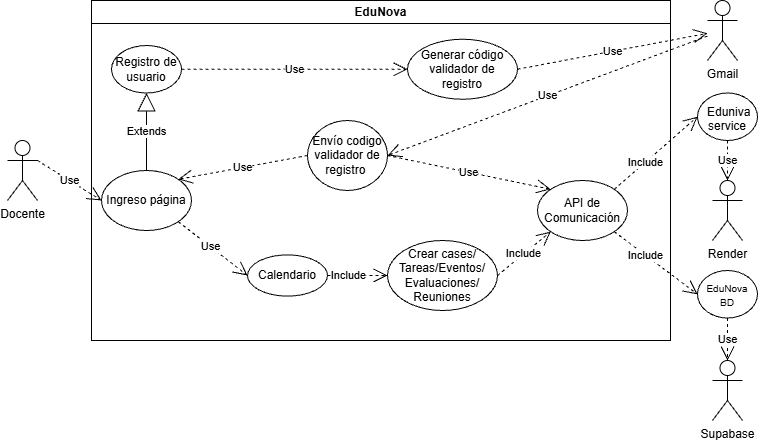 EduNova
Registro de
usuario
Use
Generar código
validador de
registro
Use
Gmail
Use
Extends
Envío codigo
validador de
registro
Use
Use
Eduniva
service
Include
Use
Docente
Use
Ingreso página
API de
Comunicación
Render
Use
Calendario
Include
Crear cases/
Tareas/Eventos/
Evaluaciones/
Reuniones
Include
Include
EduNova
BD
Use
Supabase